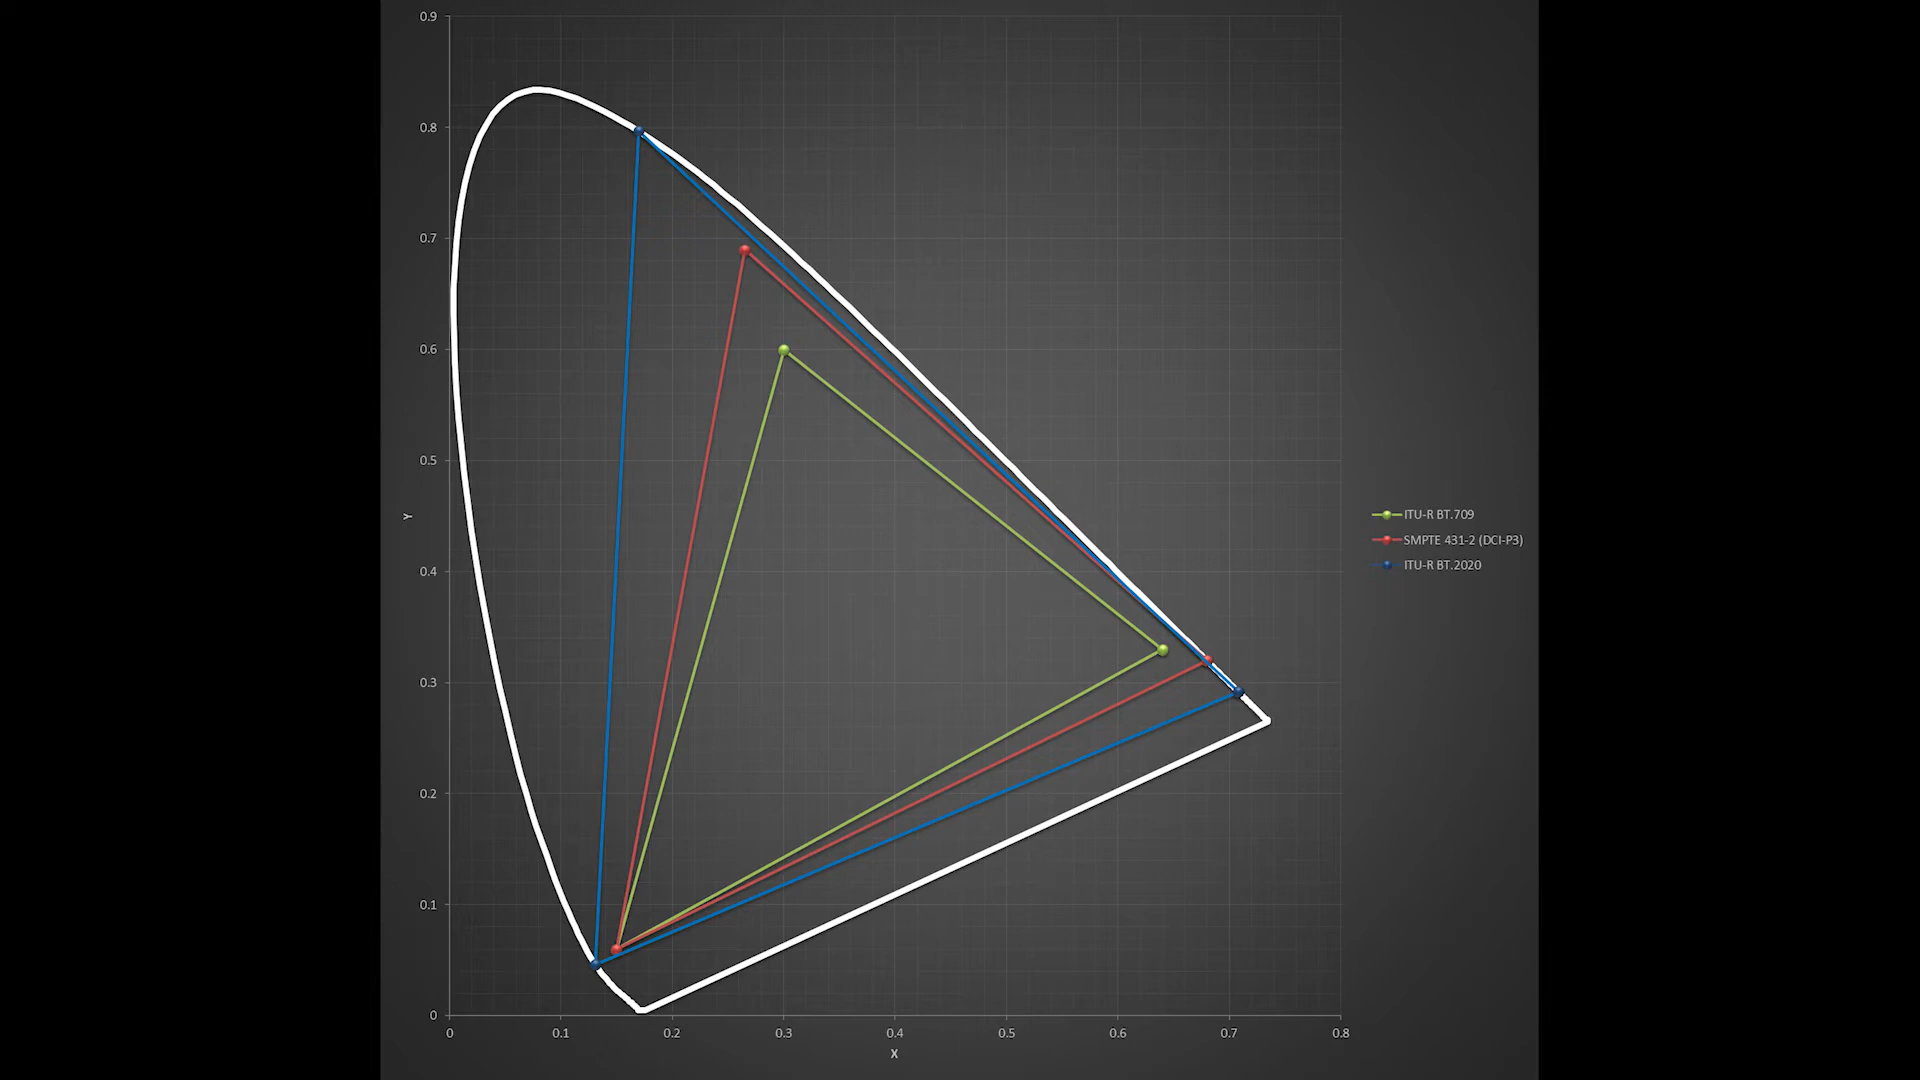 0.9
0.8
0.7
0.6
0.5
0.4
0.3
0.2
0.1
0
Y
0 0.1 0.2 0.3 0.4 0.5 0.6 0.7 0.8
X
ITU-R BT.709
SMPTE 431-2 (DCI-P3)
ITU-R BT.2020